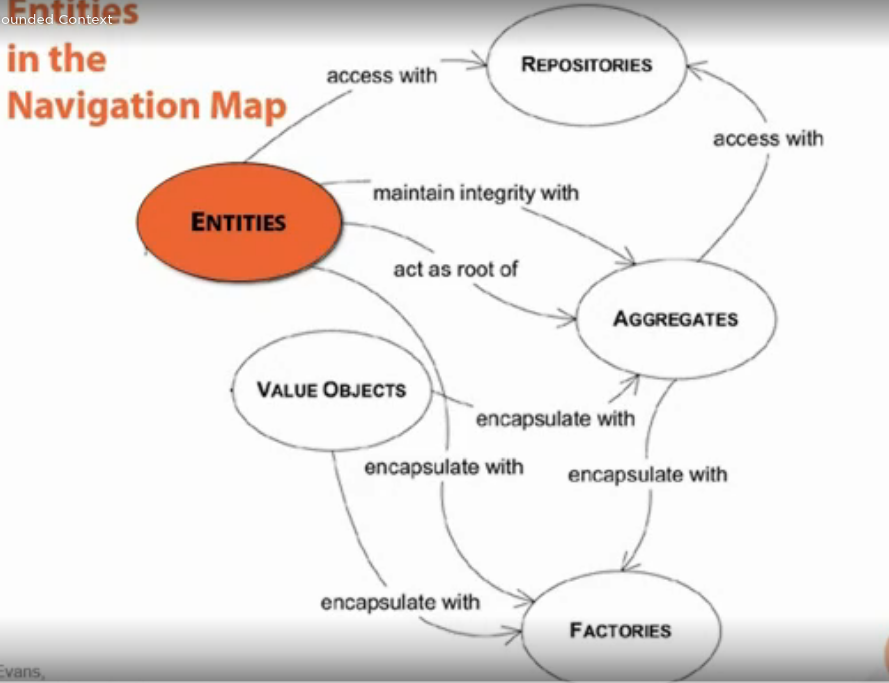 Entities
ounded Context
in the
Navigation Map
REPOSITORIES
access with
access with
maintain integrity with
ENTITIES
act as root of
AGGREGATES
VALUE OBJECTS
encapsulate with
encapsulate with
encapsulate with
encapsulate with
FACTORIES
Evans,